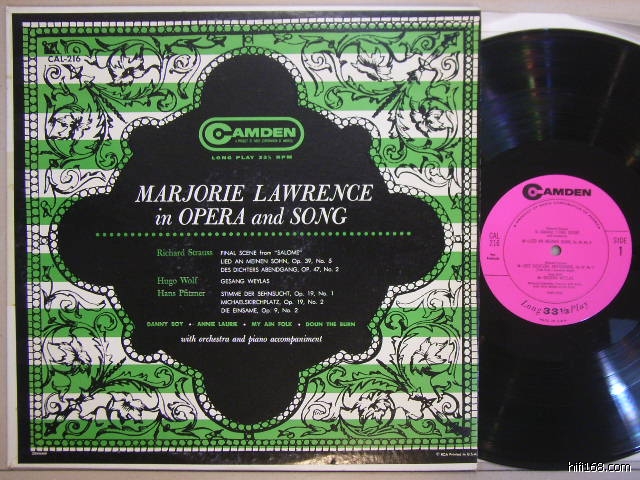 CAL-216
CAMDEN
LONG PLAY 33⅓ RPM
MARJORIE LAWRENCE
in OPERA and SONG
Richard Strauss
FINAL SCENE from "SALOME"
LIED AN MEINEN SOHN, Op. 39, No. 5
DES DICHTERS ABENDGANG, OP. 47, No. 2
Hugo Wolf
GESANG WEYLAS
Hans Pfitzner
STIMME DER SEHNSUCHT, Op. 19, No. 1
MICHAELSKIRCHPLATZ, OP. 19, No. 2
DIE EINSAME, OP. 9, No. 2
DANNY BOY • ANNIE LAURIE • MY AIN FOLK • DOUN THE BURN
with orchestra and piano accompaniment
© RCA Printed in U.S.A.
CAMDEN
CAL
216
SIDE
1
Long 33⅓ Play
hifi168.com